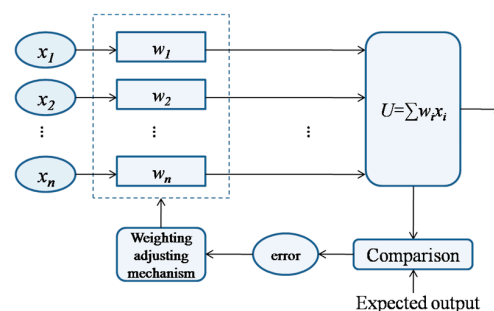 x1 w1
x2 w2
U=∑wixi
⋮ ⋮ ⋮
xn wn
Weighting
adjusting
mechanism
error
Comparison
Expected output